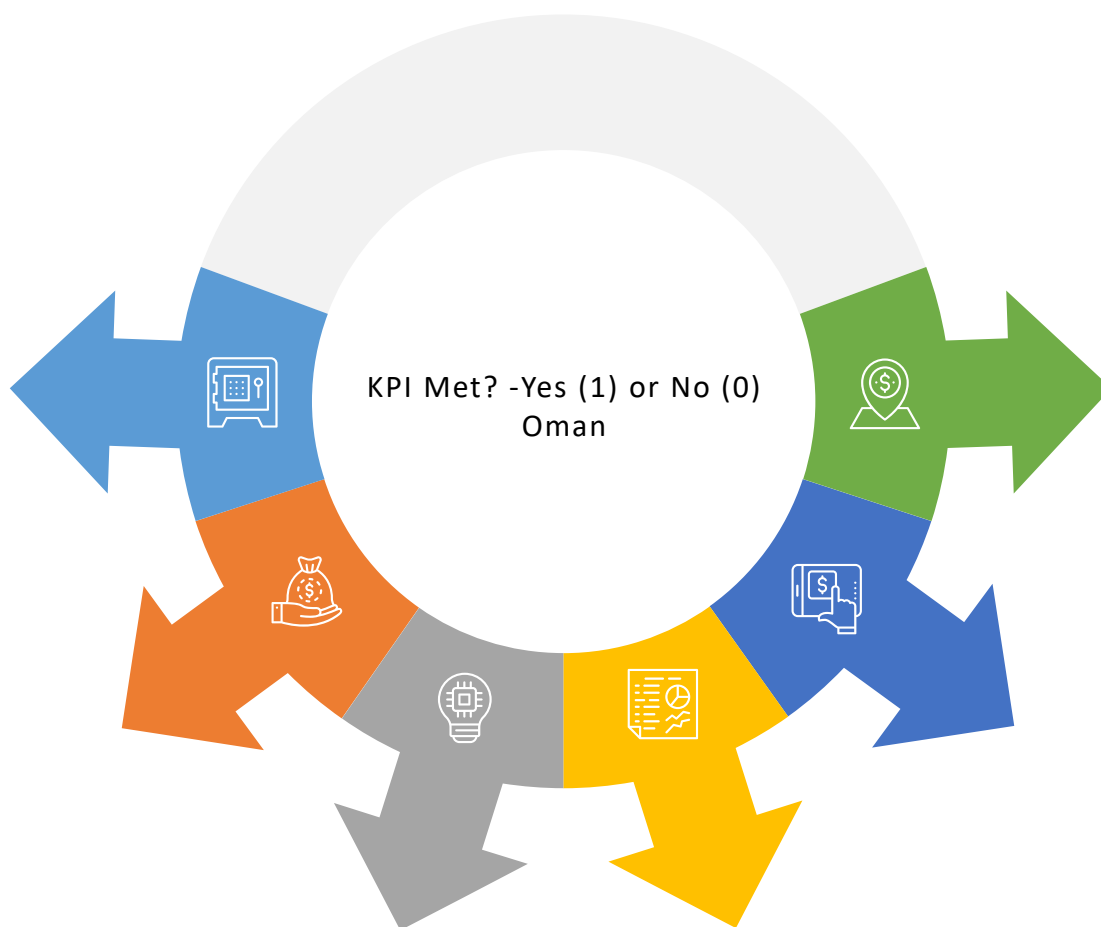 KPI Met? -Yes (1) or No (0)
Oman
$
$
$